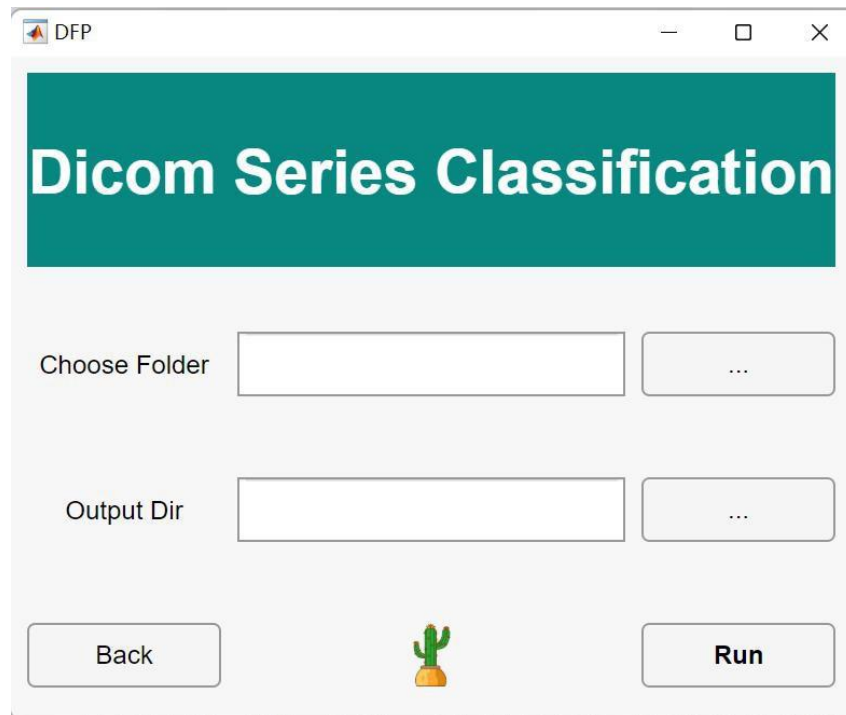 DFP
Dicom Series Classification
Choose Folder
...
Output Dir
...
Back
Run